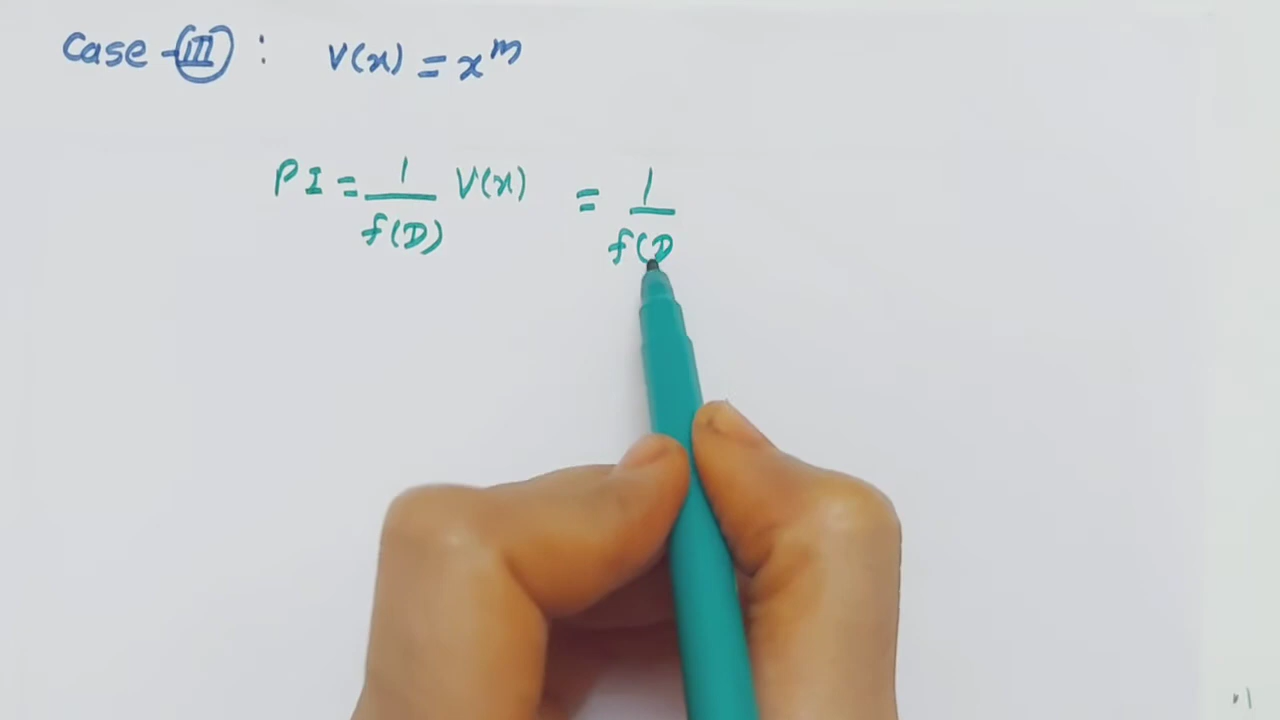 Case-III : V(x) = x^m
PI = 1/f(D) V(x) = 1/f(D